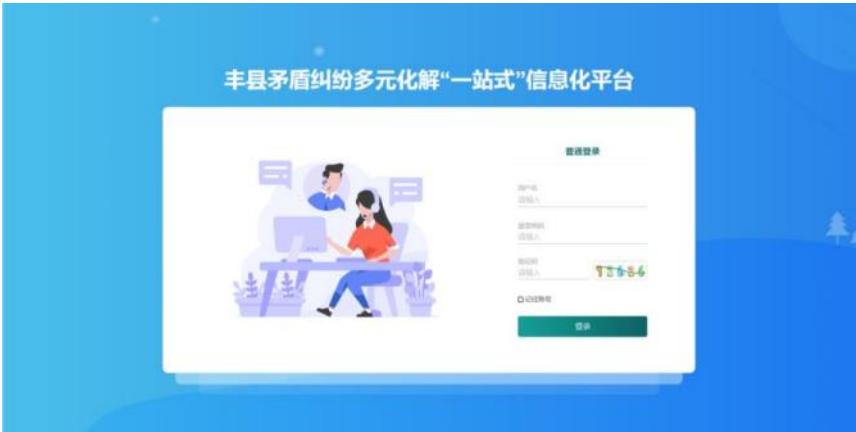 丰县矛盾纠纷多元化解“一站式”信息化平台
普通登录
用户名
请输入
登录密码
请输入
验证码
请输入
记住账号
登录